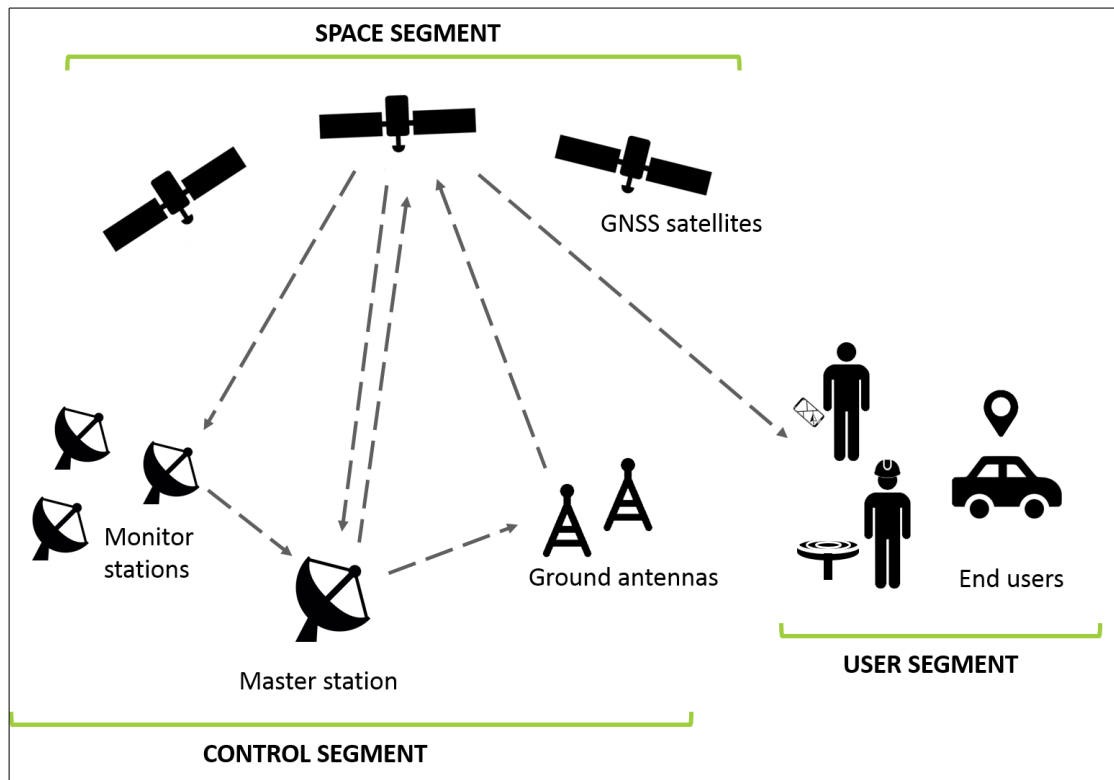 SPACE SEGMENT
GNSS satellites
Monitor
stations
Ground antennas
End users
Master station
USER SEGMENT
CONTROL SEGMENT